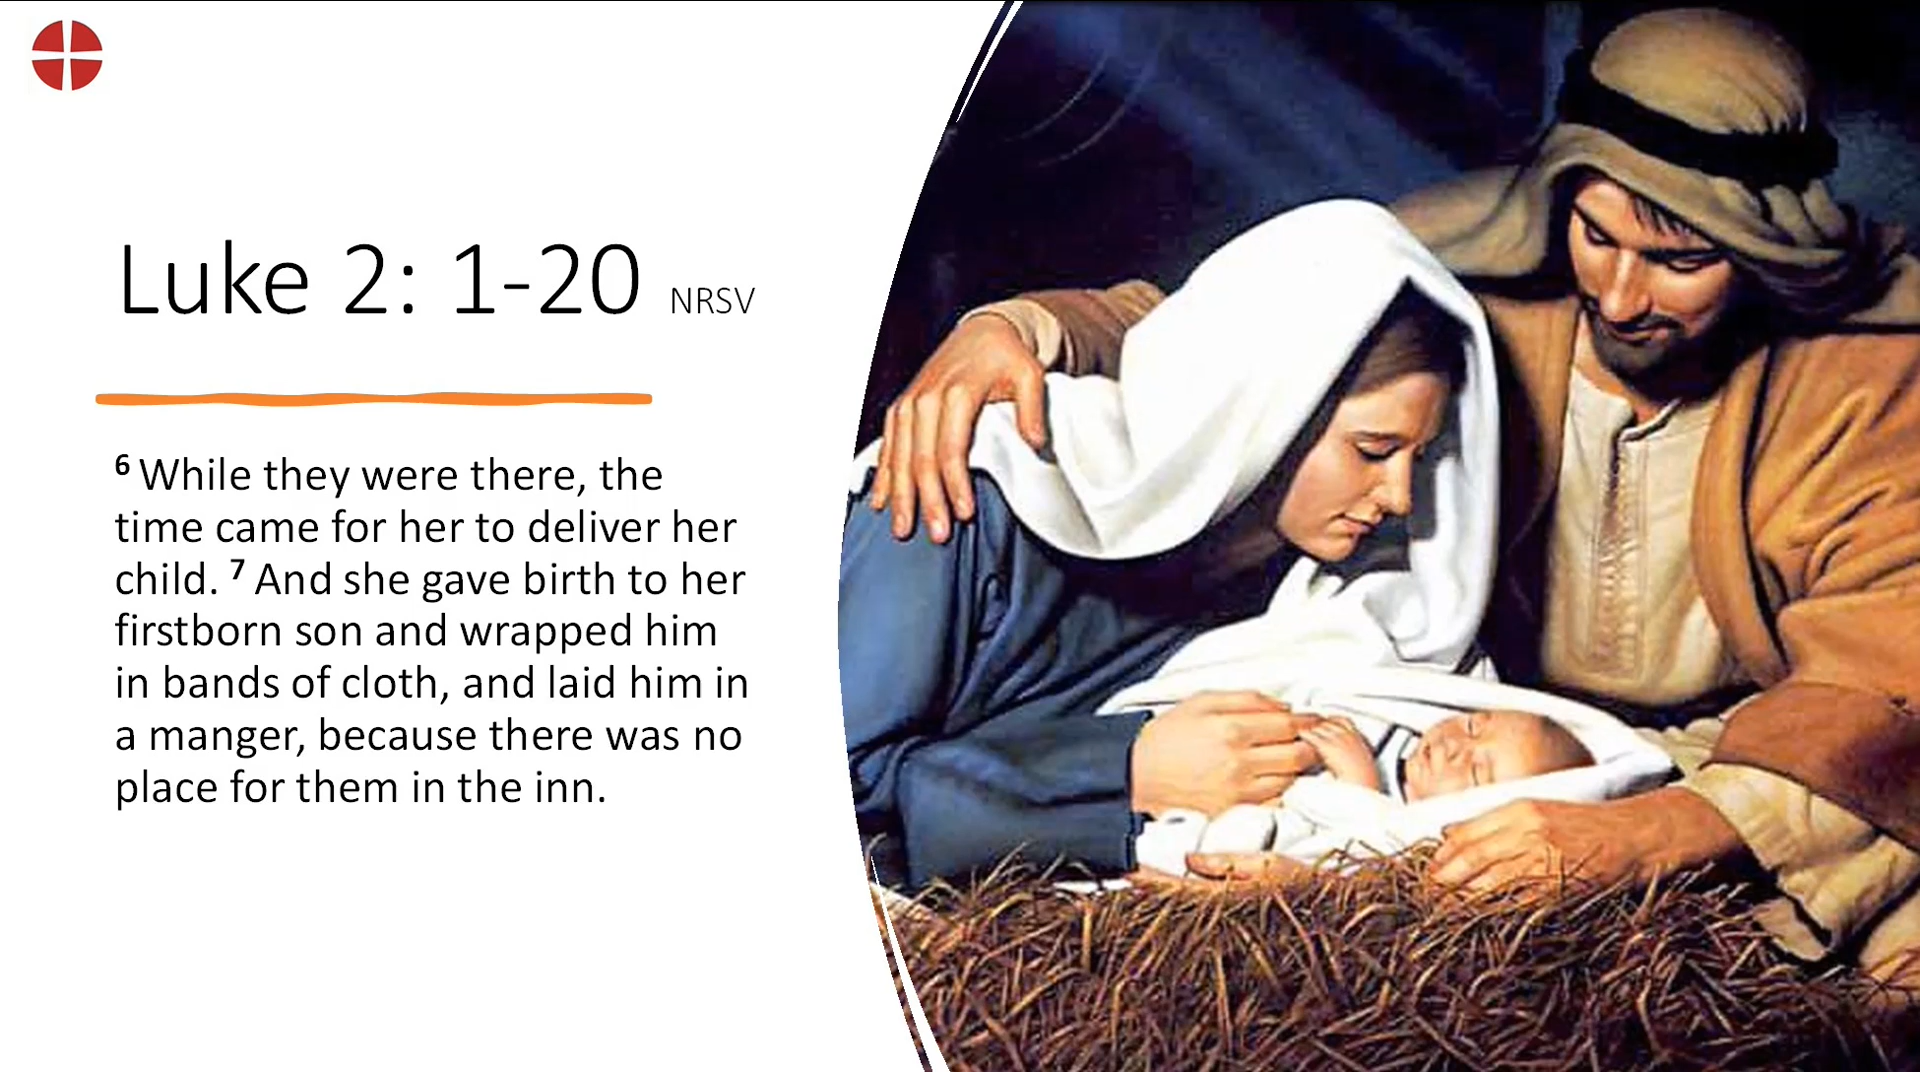 Luke 2: 1-20 NRSV
6 While they were there, the
time came for her to deliver her
child. 7 And she gave birth to her
firstborn son and wrapped him
in bands of cloth, and laid him in
a manger, because there was no
place for them in the inn.